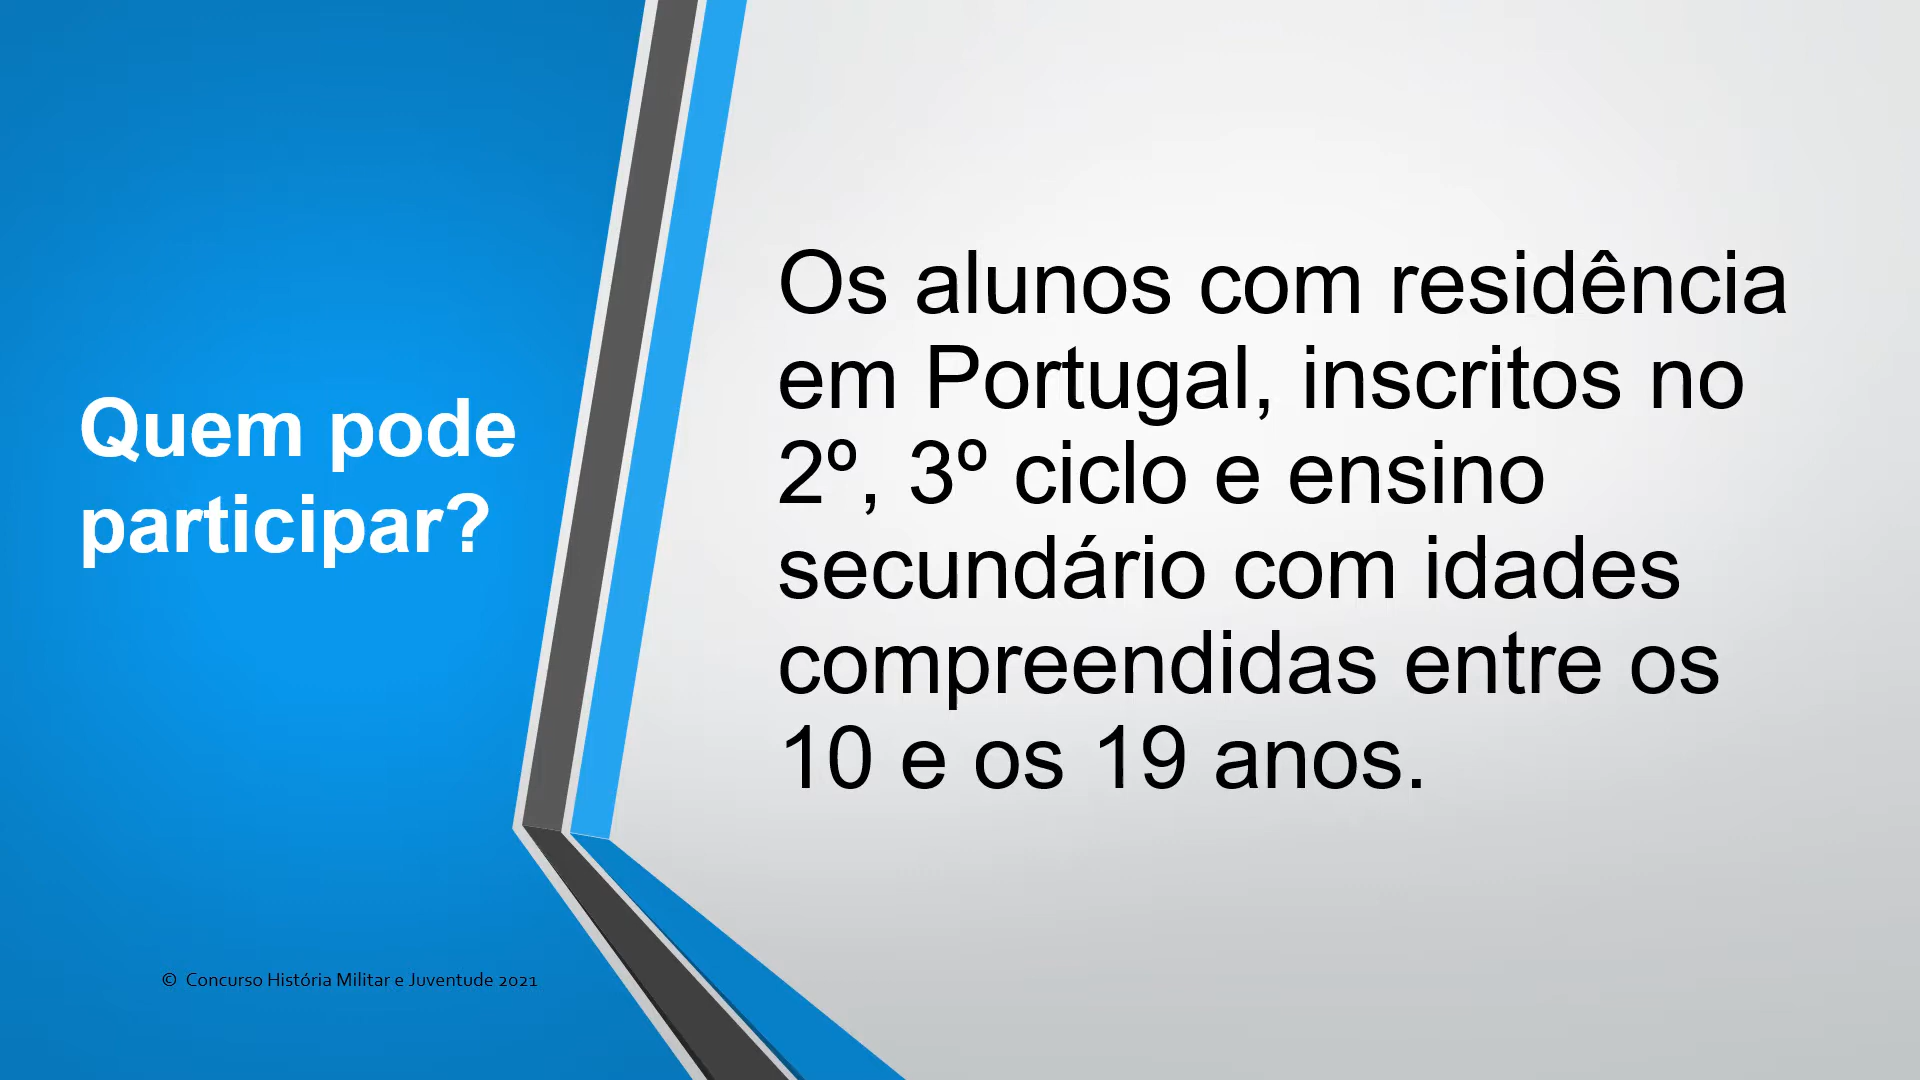 Quem pode
participar?
Os alunos com residência
em Portugal, inscritos no
2º, 3º ciclo e ensino
secundário com idades
compreendidas entre os
10 e os 19 anos.
© Concurso História Militar e Juventude 2021